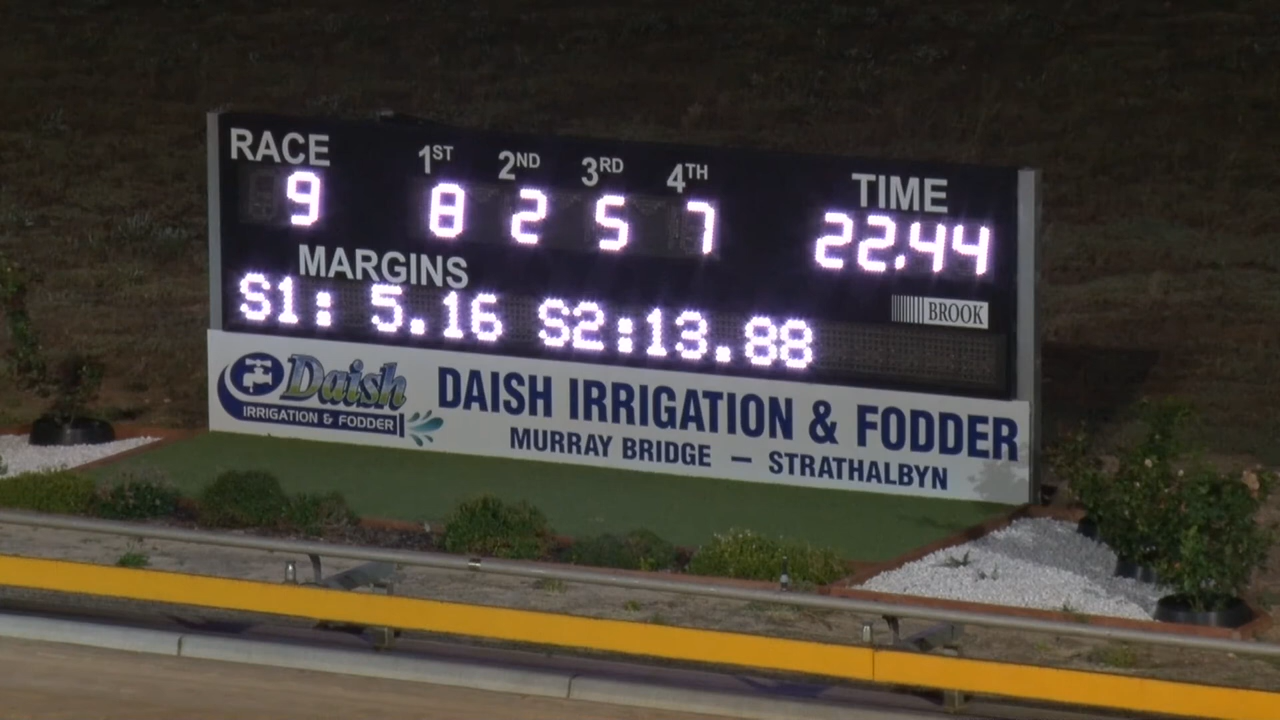 RACE 1ST 2ND 3RD 4TH TIME
9 8 2 5 7 22.44
MARGINS
S1: 5.16 S2:13.88
BROOK
Daish
IRRIGATION & FODDER
DAISH IRRIGATION & FODDER
MURRAY BRIDGE — STRATHALBYN